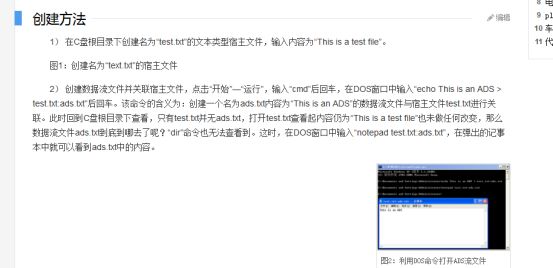 创建方法
编辑
1） 在C盘根目录下创建名为“test.txt”的文本类型宿主文件，输入内容为“This is a test file”。
图1：创建名为“text.txt”的宿主文件
2） 创建数据流文件并关联宿主文件，点击“开始”—“运行”，输入“cmd”后回车，在DOS窗口中输入“echo This is an ADS >
test.txt:ads.txt”后回车。该命令的含义为：创建一个名为ads.txt内容为“This is an ADS”的数据流文件与宿主文件test.txt进行关
联。此时回到C盘根目录下查看，只有test.txt并无ads.txt，打开test.txt查看起内容仍为“This is a test file”也未做任何改变，那么
数据流文件ads.txt到底到哪去了呢？“dir”命令也无法查看到。这时，在DOS窗口中输入“notepad test.txt:ads.txt”，在弹出的记事
本中就可以看到ads.txt中的内容。
This is an ADS
图2：利用DOS命令打开ADS流文件
8
9 pl
10 车
11 代